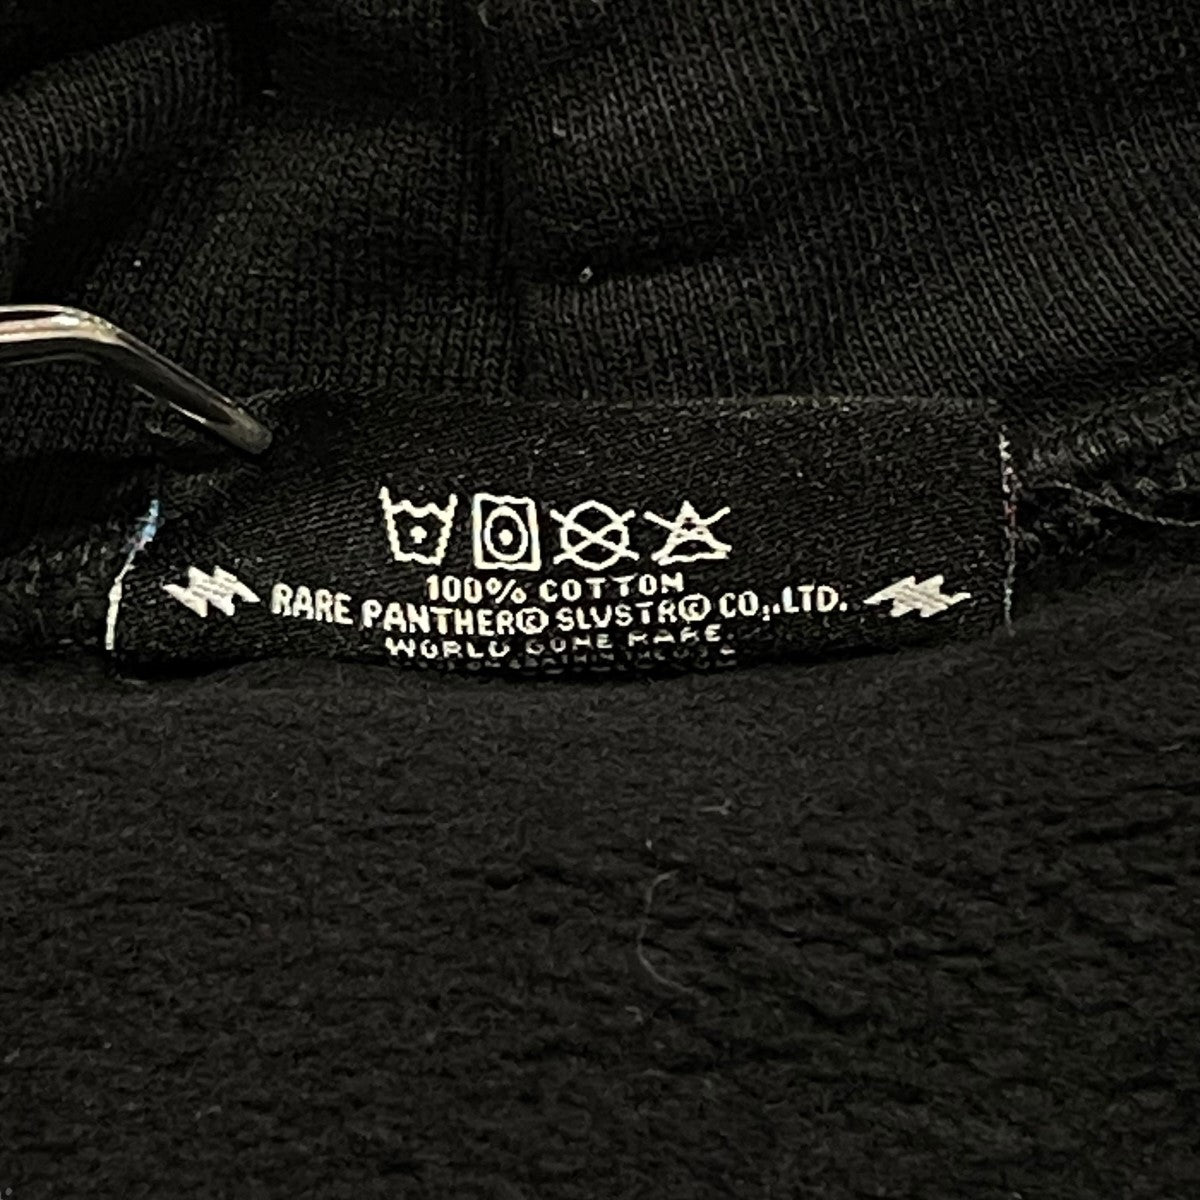 100% COTTON
RARE PANTHER© SLVSTR© CO,.LTD.
WORLD GONE RARE.